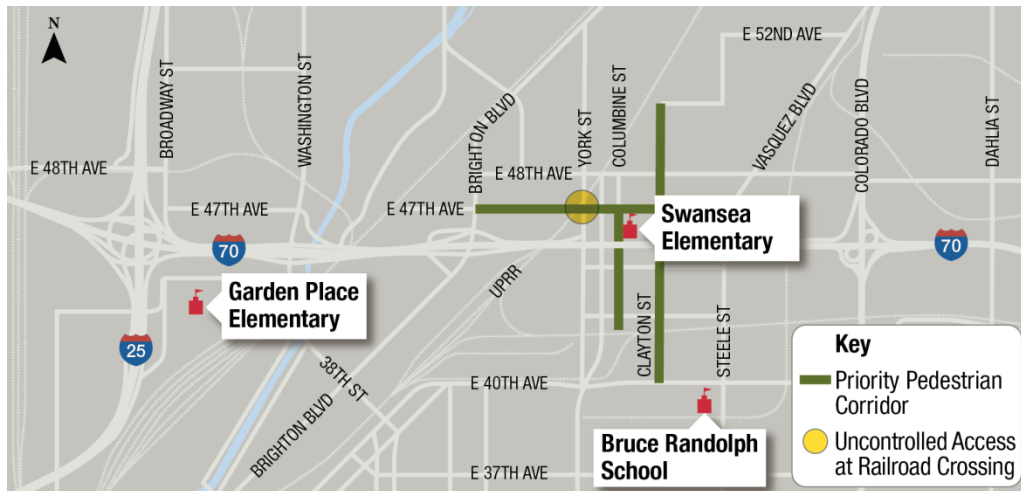 N
E 52ND AVE
BROADWAY ST
WASHINGTON ST
BRIGHTON BLVD
YORK ST
COLUMBINE ST
VASQUEZ BLVD
COLORADO BLVD
DAHLIA ST
E 48TH AVE
E 48TH AVE
E 47TH AVE
E 47TH AVE
Swansea
Elementary
70
70
Garden Place
Elementary
UPRR
25
CLAYTON ST
STEELE ST
38TH ST
E 40TH AVE
BRIGHTON BLVD
Bruce Randolph
School
E 37TH AVE
Key
Priority Pedestrian
Corridor
Uncontrolled Access
at Railroad Crossing